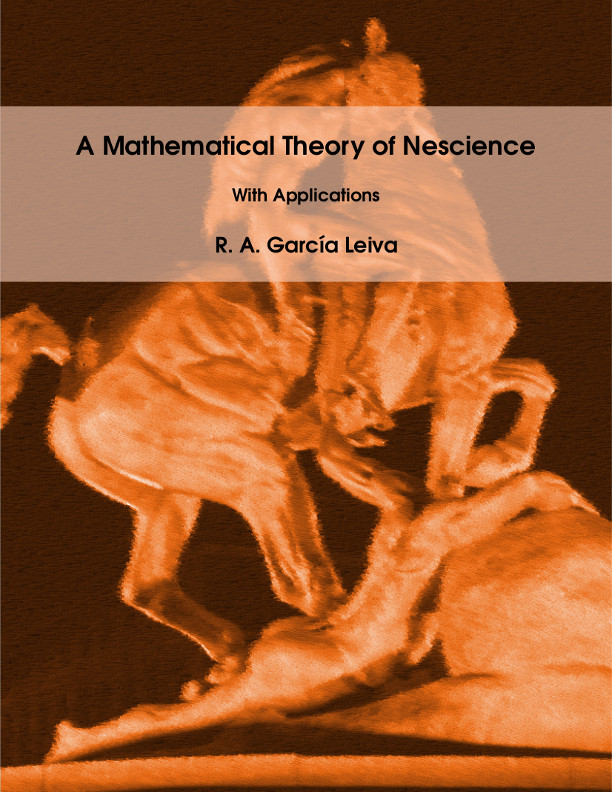 A Mathematical Theory of Nescience
With Applications
R. A. García Leiva